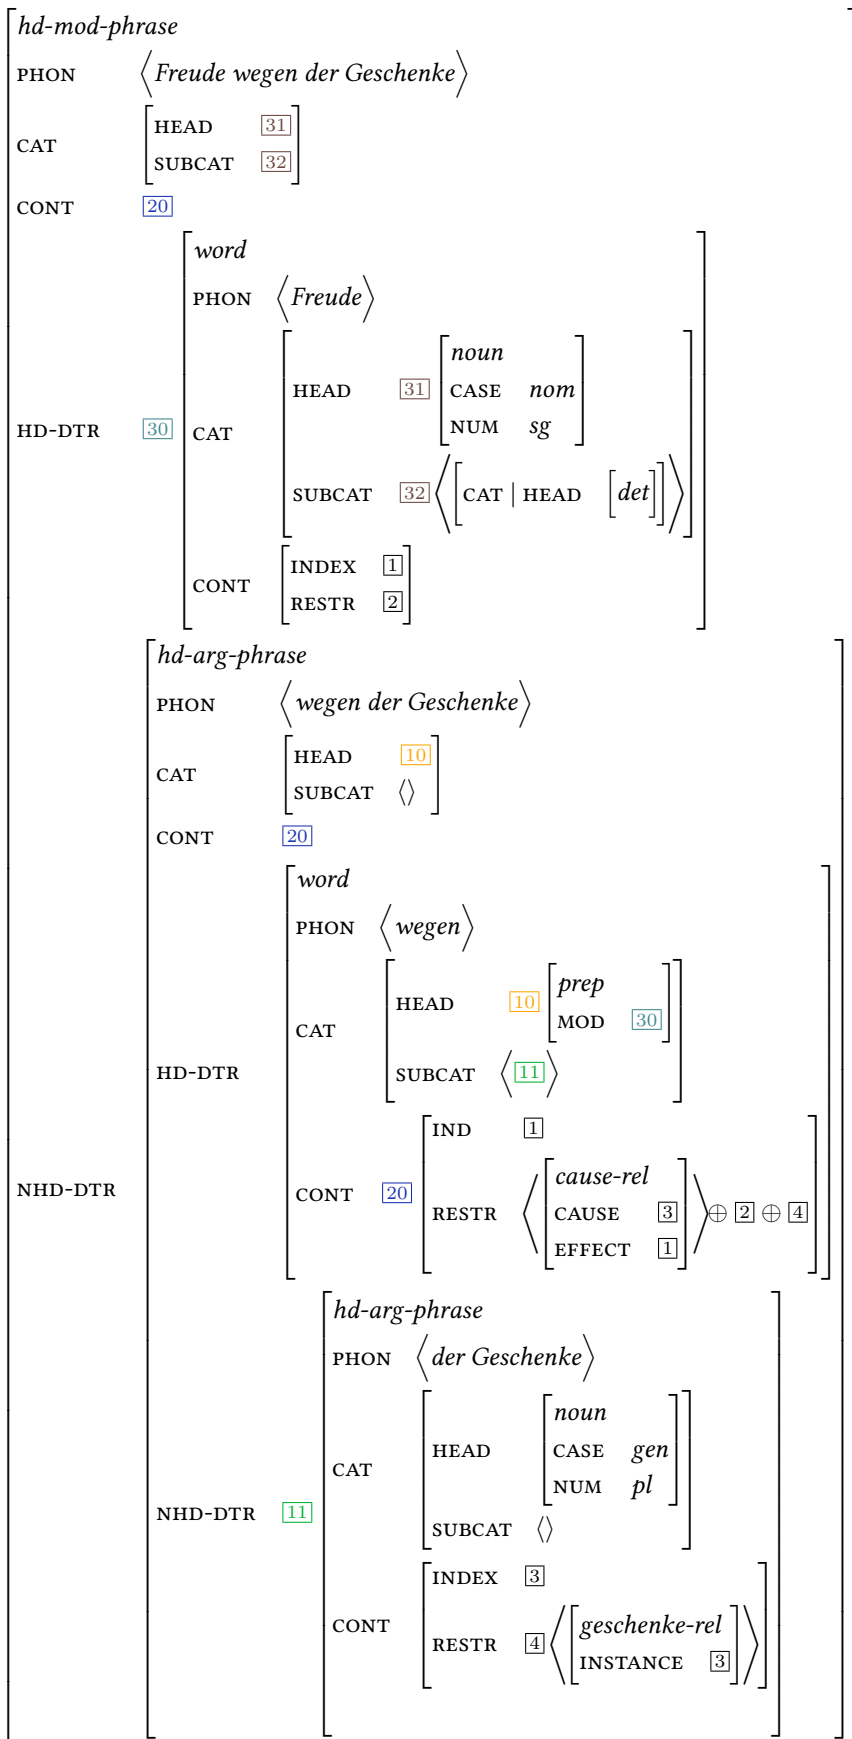 hd-mod-phrase
PHON ⟨Freude wegen der Geschenke⟩
HEAD 31
CAT
SUBCAT 32
CONT 20
word
PHON ⟨Freude⟩
noun
HEAD 31 CASE nom
NUM sg
HD-DTR 30 CAT
SUBCAT 32 ⟨[CAT | HEAD [det]]⟩
INDEX 1
CONT
RESTR 2
hd-arg-phrase
PHON ⟨wegen der Geschenke⟩
HEAD 10
CAT
SUBCAT ⟨⟩
CONT 20
word
PHON ⟨wegen⟩
prep
HEAD 10
MOD 30
CAT
SUBCAT ⟨11⟩
HD-DTR
IND 1
cause-rel
NHD-DTR CONT 20 RESTR ⟨[CAUSE 3]⟩ ⊕ 2 ⊕ 4
EFFECT 1
hd-arg-phrase
PHON ⟨der Geschenke⟩
noun
HEAD CASE gen
CAT
NUM pl
NHD-DTR 11
SUBCAT ⟨⟩
INDEX 3
CONT
geschenke-rel
RESTR 4
INSTANCE 3